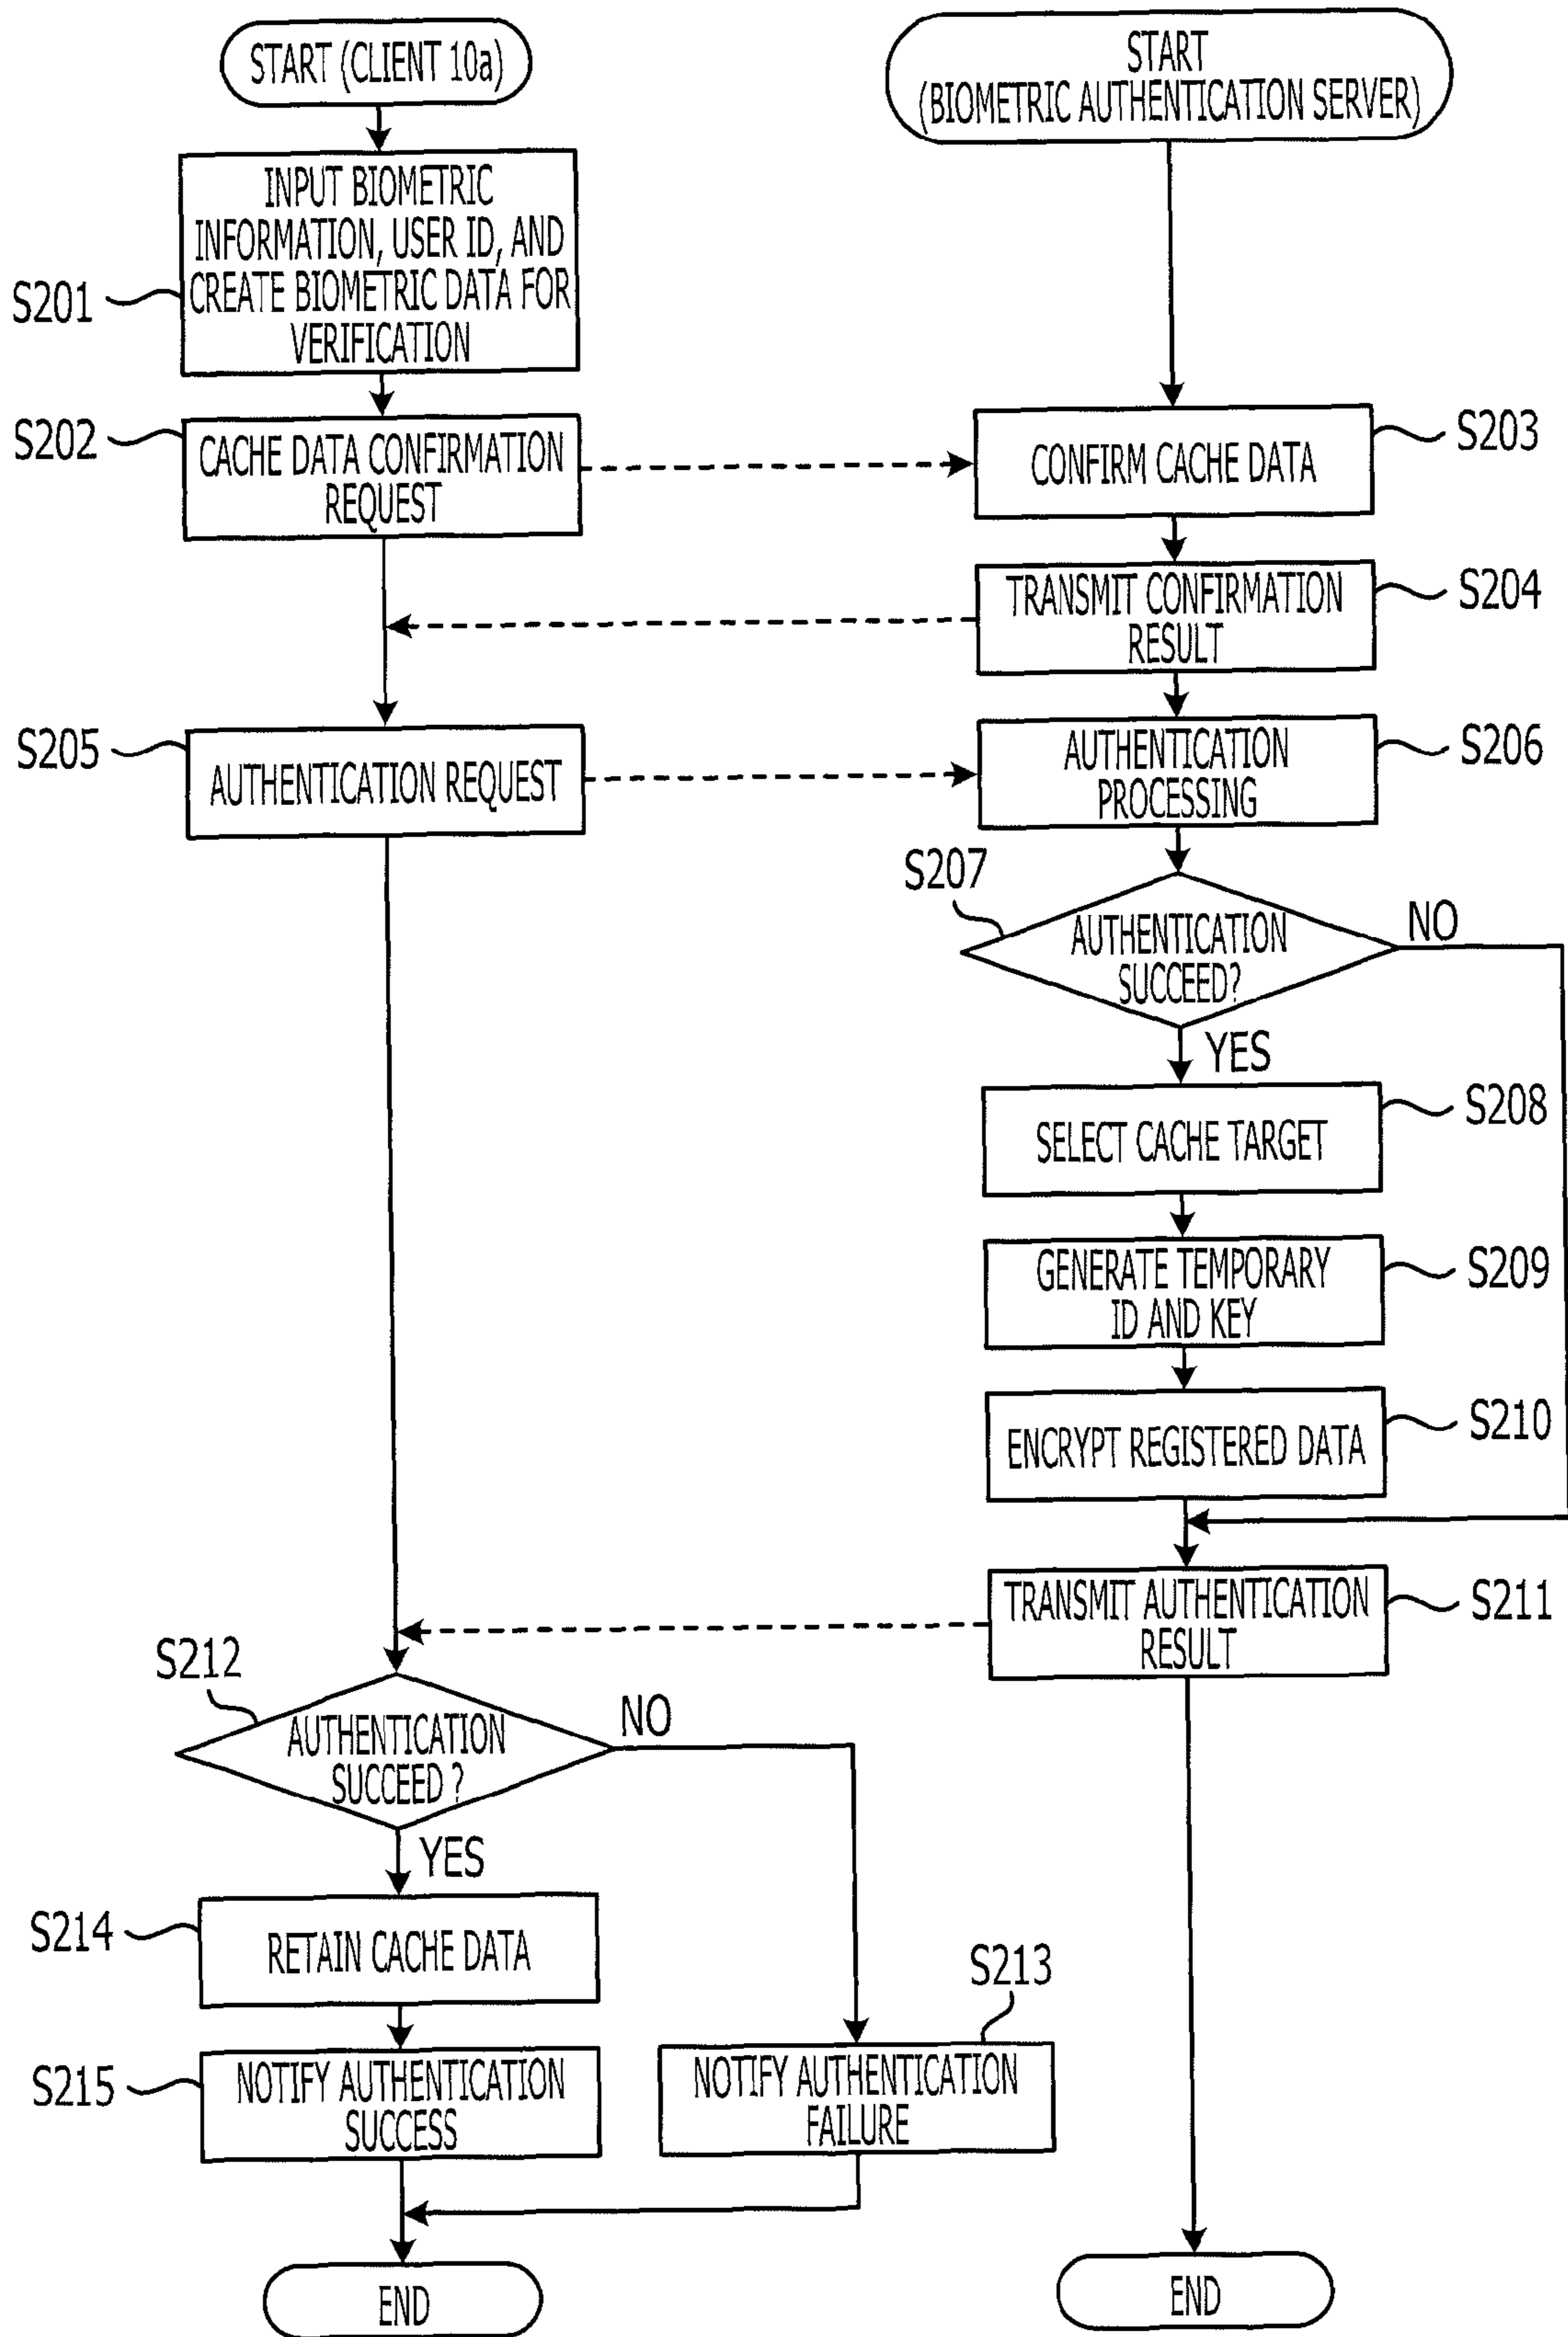 START (CLIENT 10a)
START
(BIOMETRIC AUTHENTICATION SERVER)
INPUT BIOMETRIC
INFORMATION, USER ID, AND
CREATE BIOMETRIC DATA FOR
VERIFICATION
S201
S202
CACHE DATA CONFIRMATION
REQUEST
CONFIRM CACHE DATA
S203
TRANSMIT CONFIRMATION
RESULT
S204
S205
AUTHENTICATION REQUEST
AUTHENTICATION
PROCESSING
S206
S207
AUTHENTICATION
SUCCEED?
NO
YES
SELECT CACHE TARGET
S208
GENERATE TEMPORARY
ID AND KEY
S209
ENCRYPT REGISTERED DATA
S210
TRANSMIT AUTHENTICATION
RESULT
S211
S212
AUTHENTICATION
SUCCEED ?
NO
YES
S214
RETAIN CACHE DATA
S213
S215
NOTIFY AUTHENTICATION
SUCCESS
NOTIFY AUTHENTICATION
FAILURE
END
END